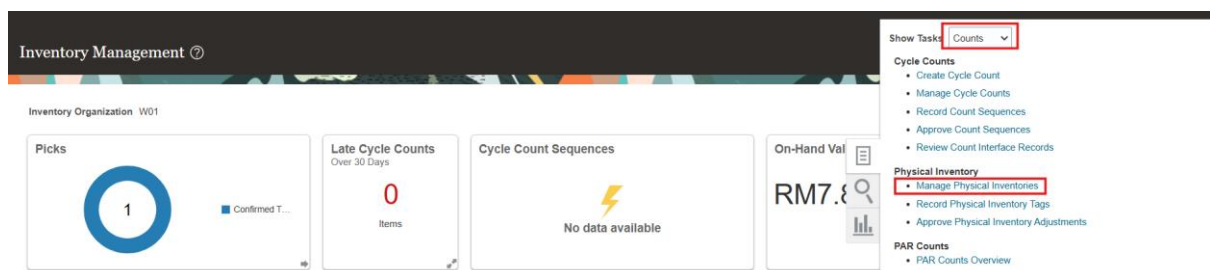 Inventory Management
Inventory Organization W01
Picks
1
Confirmed T...
Late Cycle Counts
Over 30 Days
0
Items
Cycle Count Sequences
No data available
On-Hand Val
RM7.8
Show Tasks Counts
Cycle Counts
Create Cycle Count
Manage Cycle Counts
Record Count Sequences
Approve Count Sequences
Review Count Interface Records
Physical Inventory
Manage Physical Inventories
Record Physical Inventory Tags
Approve Physical Inventory Adjustments
PAR Counts
PAR Counts Overview